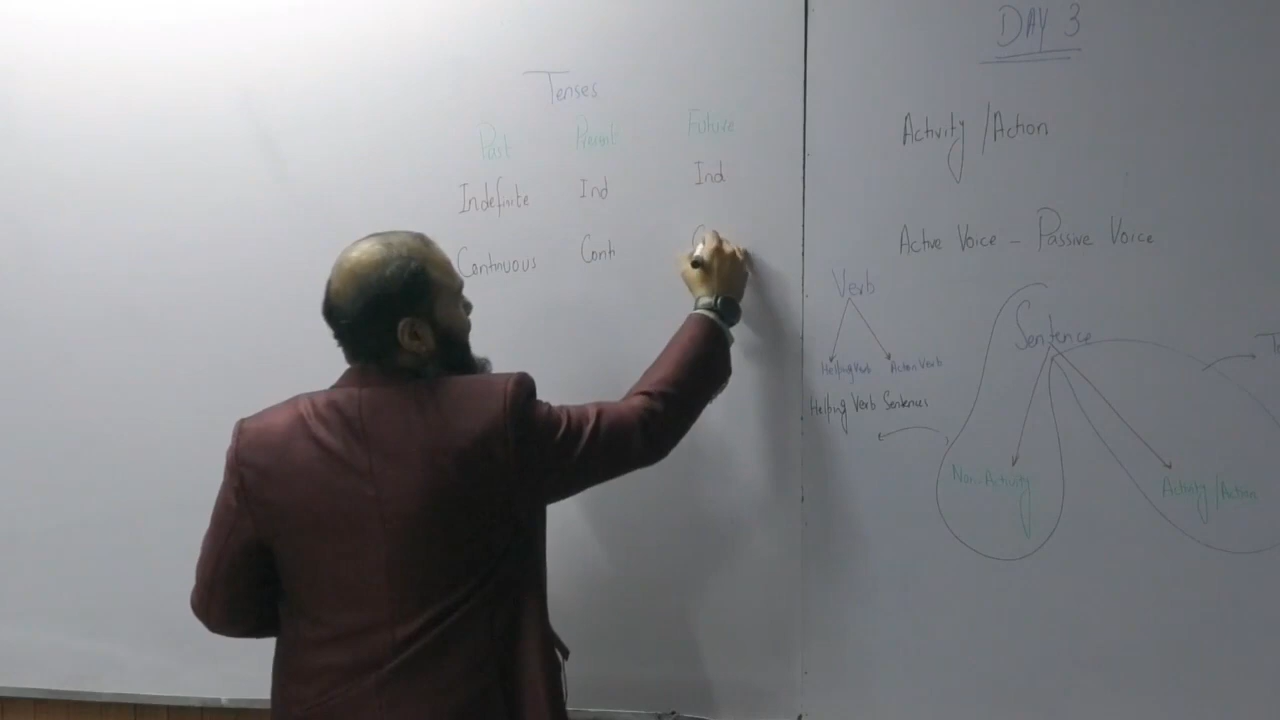 Tenses
Past Present Future
Indefinite Ind Ind
Continuous Cont C
DAY 3
Activity / Action
Active Voice - Passive Voice
Verb
Helping Verb Action Verb
Helping Verb Sentences
Sentence
Non-Activity Activity / Action